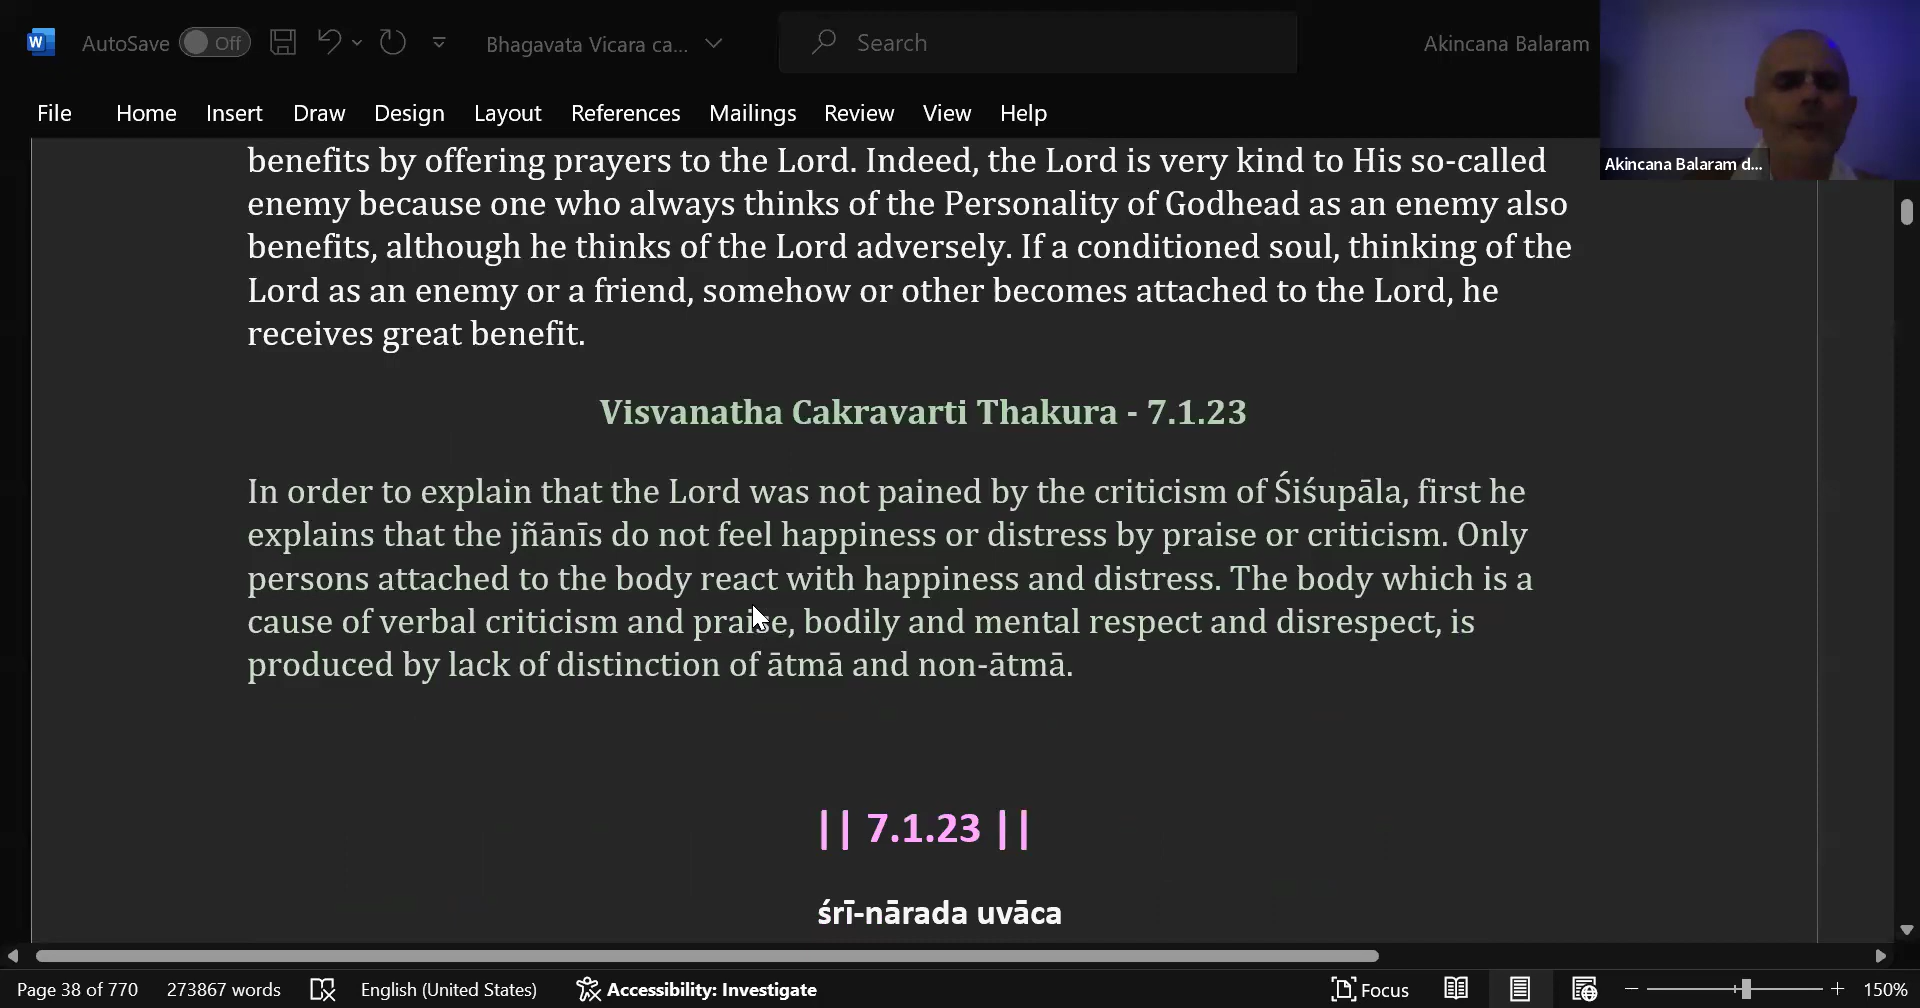 W AutoSave Off Bhagavata Vicara ca... Search Akincana Balaram
File Home Insert Draw Design Layout References Mailings Review View Help
Akincana Balaram d...
benefits by offering prayers to the Lord. Indeed, the Lord is very kind to His so-called
enemy because one who always thinks of the Personality of Godhead as an enemy also
benefits, although he thinks of the Lord adversely. If a conditioned soul, thinking of the
Lord as an enemy or a friend, somehow or other becomes attached to the Lord, he
receives great benefit.
Visvanatha Cakravarti Thakura - 7.1.23
In order to explain that the Lord was not pained by the criticism of Śiśupāla, first he
explains that the jñānīs do not feel happiness or distress by praise or criticism. Only
persons attached to the body react with happiness and distress. The body which is a
cause of verbal criticism and praise, bodily and mental respect and disrespect, is
produced by lack of distinction of ātmā and non-ātmā.
|| 7.1.23 ||
śrī-nārada uvāca
Page 38 of 770 273867 words English (United States) Accessibility: Investigate Focus 150%